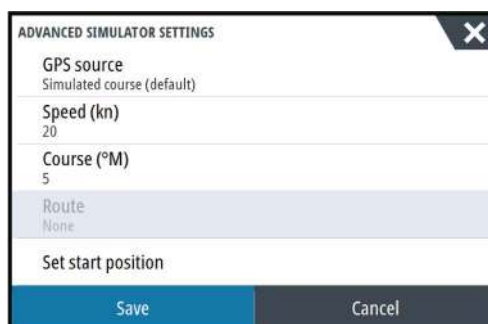 ADVANCED SIMULATOR SETTINGS
GPS source
Simulated course (default)
Speed (kn)
20
Course (°M)
5
Route
None
Set start position
Save Cancel